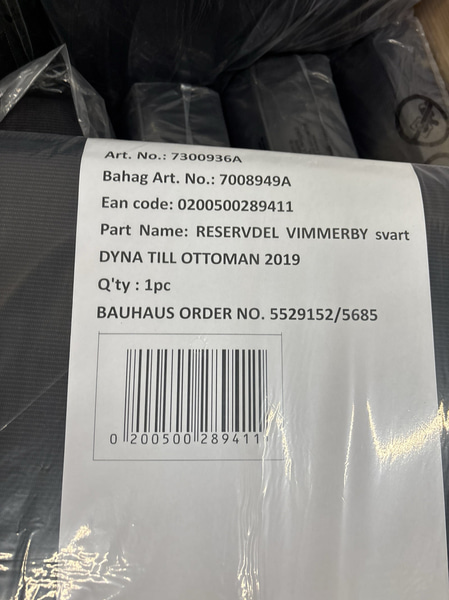 Art. No.: 7300936A
Bahag Art. No.: 7008949A
Ean code: 0200500289411
Part Name: RESERVDEL VIMMERBY svart
DYNA TILL OTTOMAN 2019
Q'ty : 1pc
BAUHAUS ORDER NO. 5529152/5685
0 200500 289411